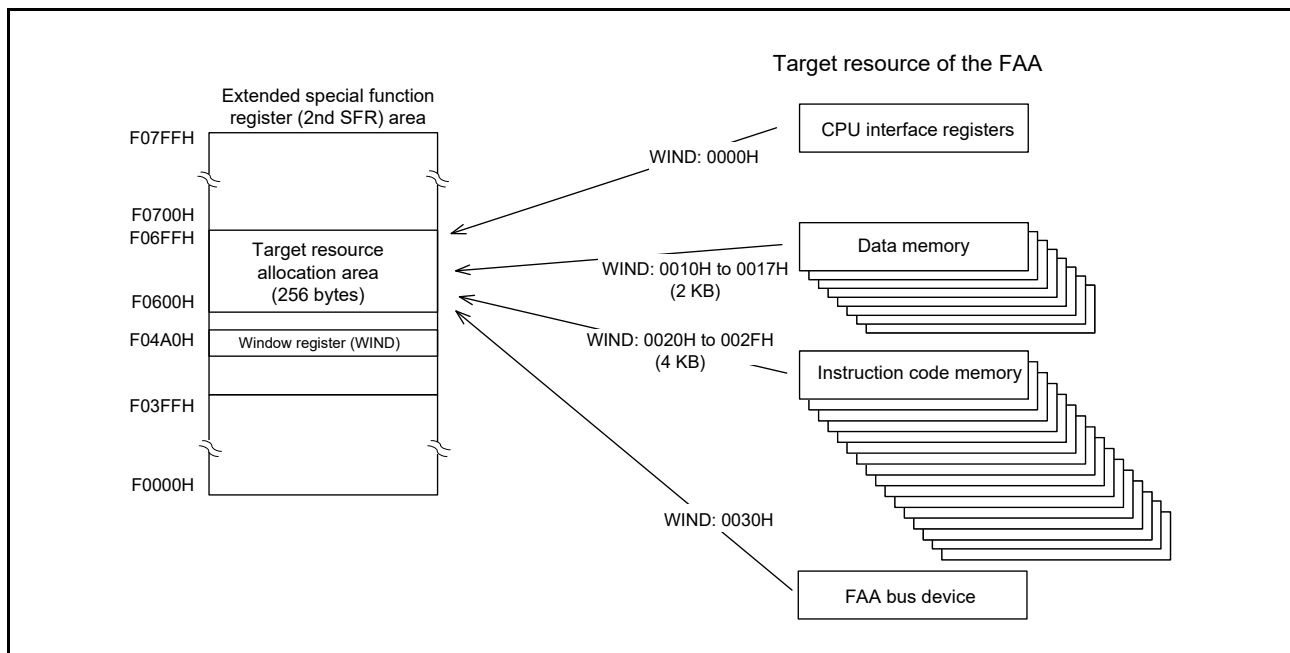 Target resource of the FAA
Extended special function
register (2nd SFR) area
F07FFH
F0700H
F06FFH
Target resource
allocation area
(256 bytes)
F0600H
F04A0H
Window register (WIND)
F03FFH
F0000H
WIND: 0000H
WIND: 0010H to 0017H
(2 KB)
WIND: 0020H to 002FH
(4 KB)
WIND: 0030H
CPU interface registers
Data memory
Instruction code memory
FAA bus device